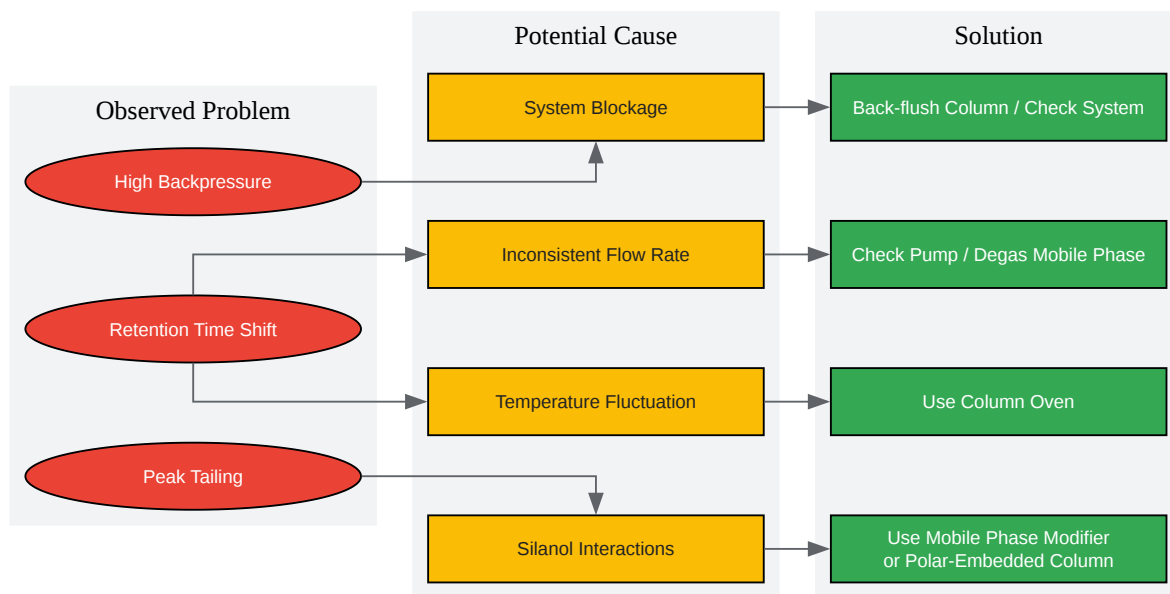 Observed Problem
High Backpressure
Retention Time Shift
Peak Tailing
Potential Cause
System Blockage
Inconsistent Flow Rate
Temperature Fluctuation
Silanol Interactions
Solution
Back-flush Column / Check System
Check Pump / Degas Mobile Phase
Use Column Oven
Use Mobile Phase Modifier
or Polar-Embedded Column